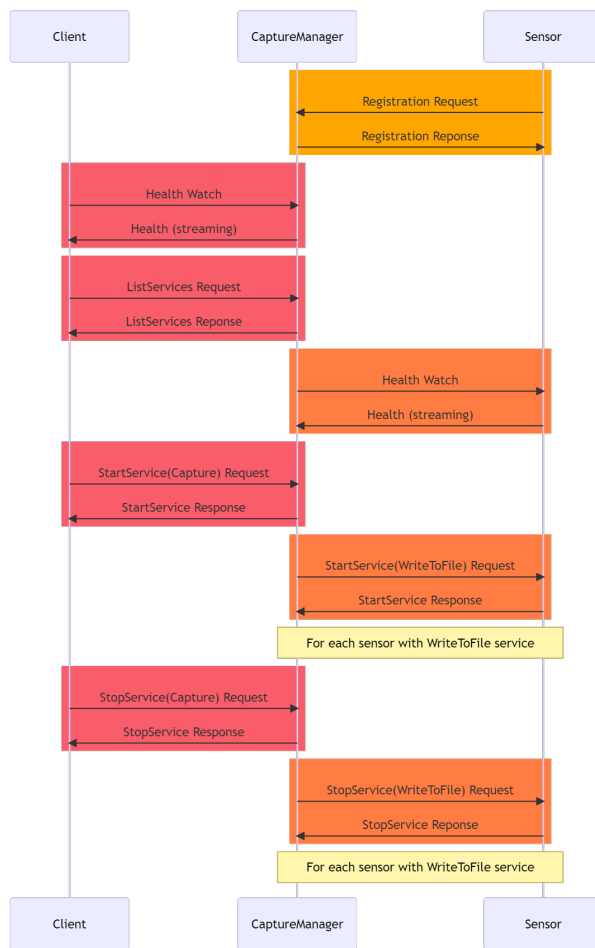 Client
CaptureManager
Sensor
Registration Request
Registration Reponse
Health Watch
Health (streaming)
ListServices Request
ListServices Reponse
Health Watch
Health (streaming)
StartService(Capture) Request
StartService Response
StartService(WriteToFile) Request
StartService Response
For each sensor with WriteToFile service
StopService(Capture) Request
StopService Response
StopService(WriteToFile) Request
StopService Reponse
For each sensor with WriteToFile service
Client
CaptureManager
Sensor